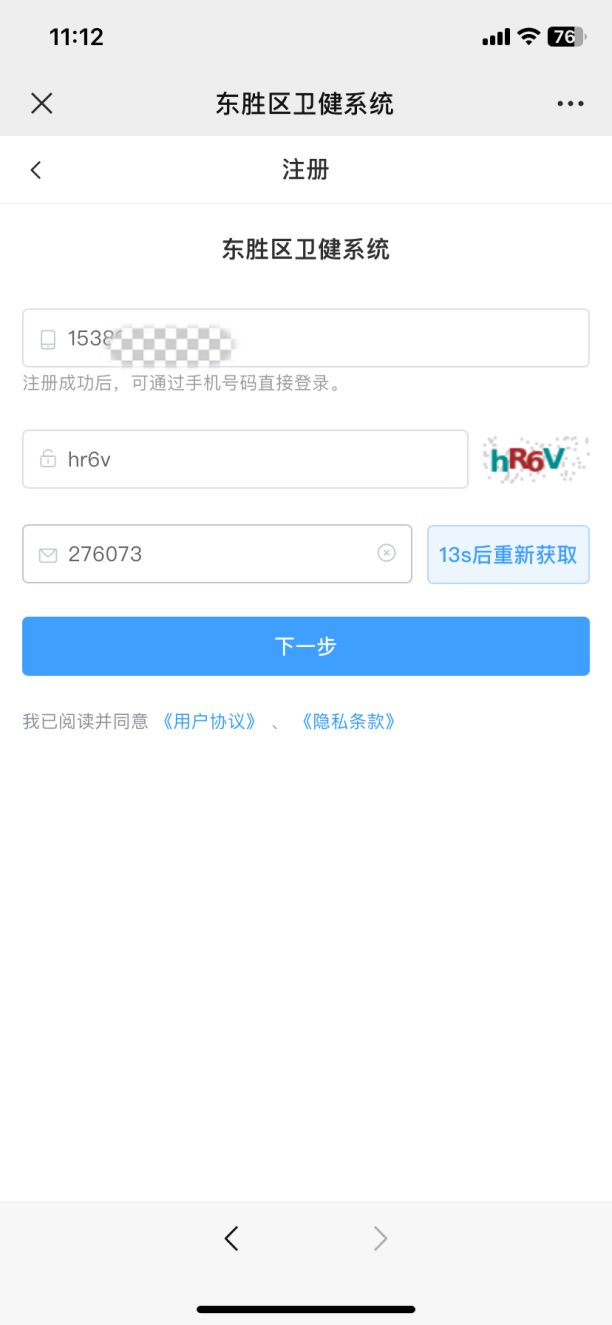 11:12
76
东胜区卫健系统
注册
东胜区卫健系统
1538
注册成功后，可通过手机号码直接登录。
hr6v
hR6V
276073
13s后重新获取
下一步
我已阅读并同意 《用户协议》 、 《隐私条款》